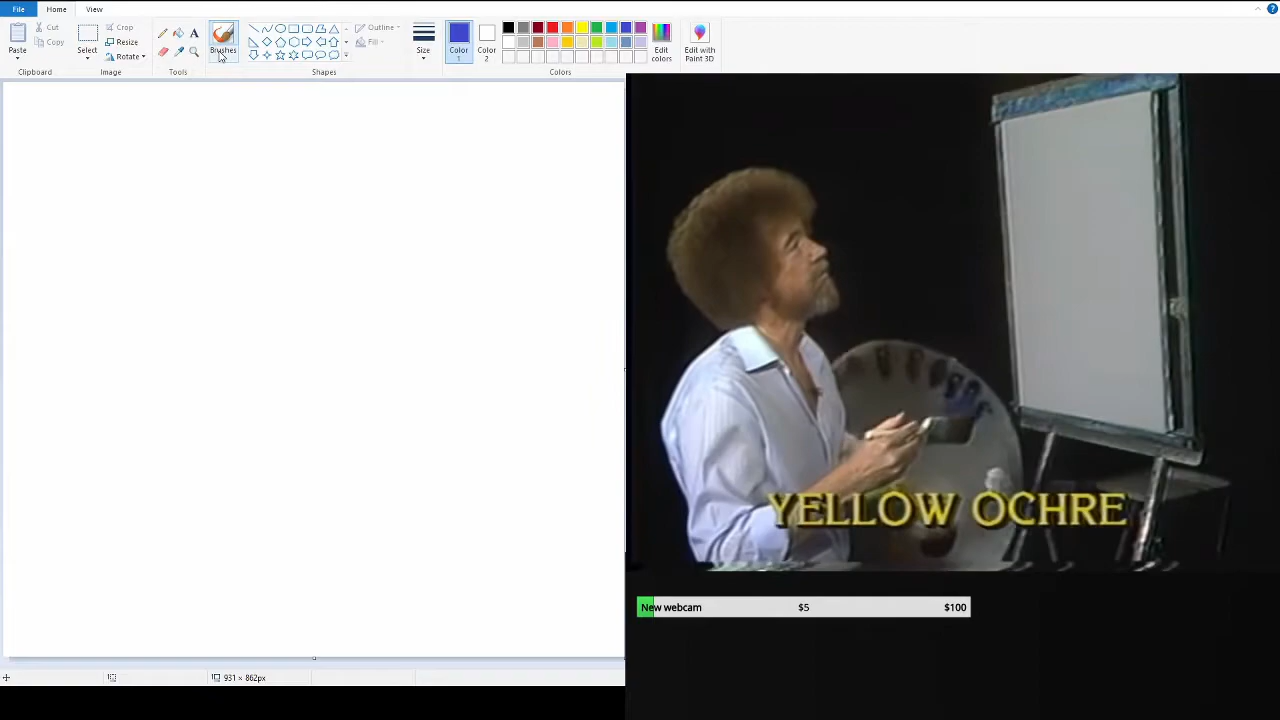 File Home View
Paste Cut Copy
Clipboard
Select Crop Resize Rotate
Image
A
Tools
Brushes
Outline Fill
Shapes
Size
Color 1
Color 2
Edit colors
Colors
Edit with Paint 3D
YELLOW OCHRE
New webcam $5 $100
931 × 862px